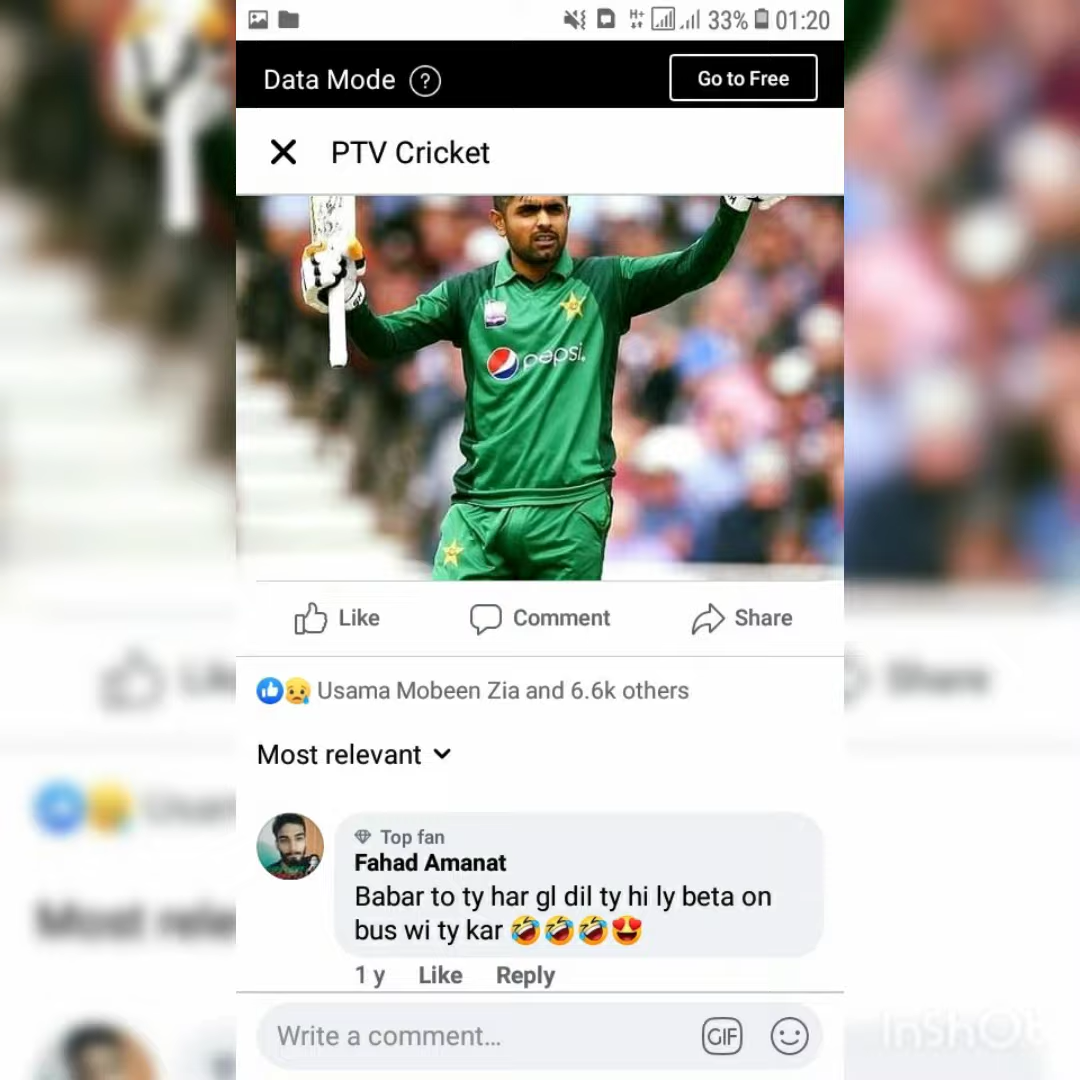 H+ 33% 01:20
Data Mode ? Go to Free
PTV Cricket
pepsi.
Like Comment Share
Usama Mobeen Zia and 6.6k others
Most relevant
Top fan
Fahad Amanat
Babar to ty har gl dil ty hi ly beta on
bus wi ty kar 🤣🤣🤣😍
1 y Like Reply
Write a comment... GIF
InShOt